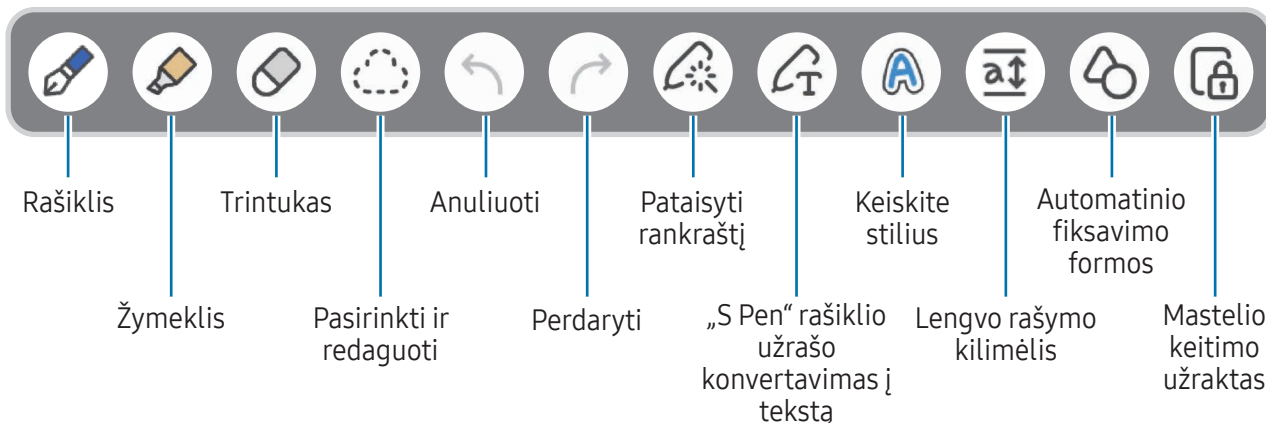 Rašiklis
Trintukas
Anuliuoti
Pataisyti
rankraštį
Keiskite
stilius
Automatinio
fiksavimo
formos
Žymeklis
Pasirinkti ir
redaguoti
Perdaryti
„S Pen“ rašiklio
užrašo
konvertavimas į
tekstą
Lengvo rašymo
kilimėlis
Mastelio
keitimo
užraktas